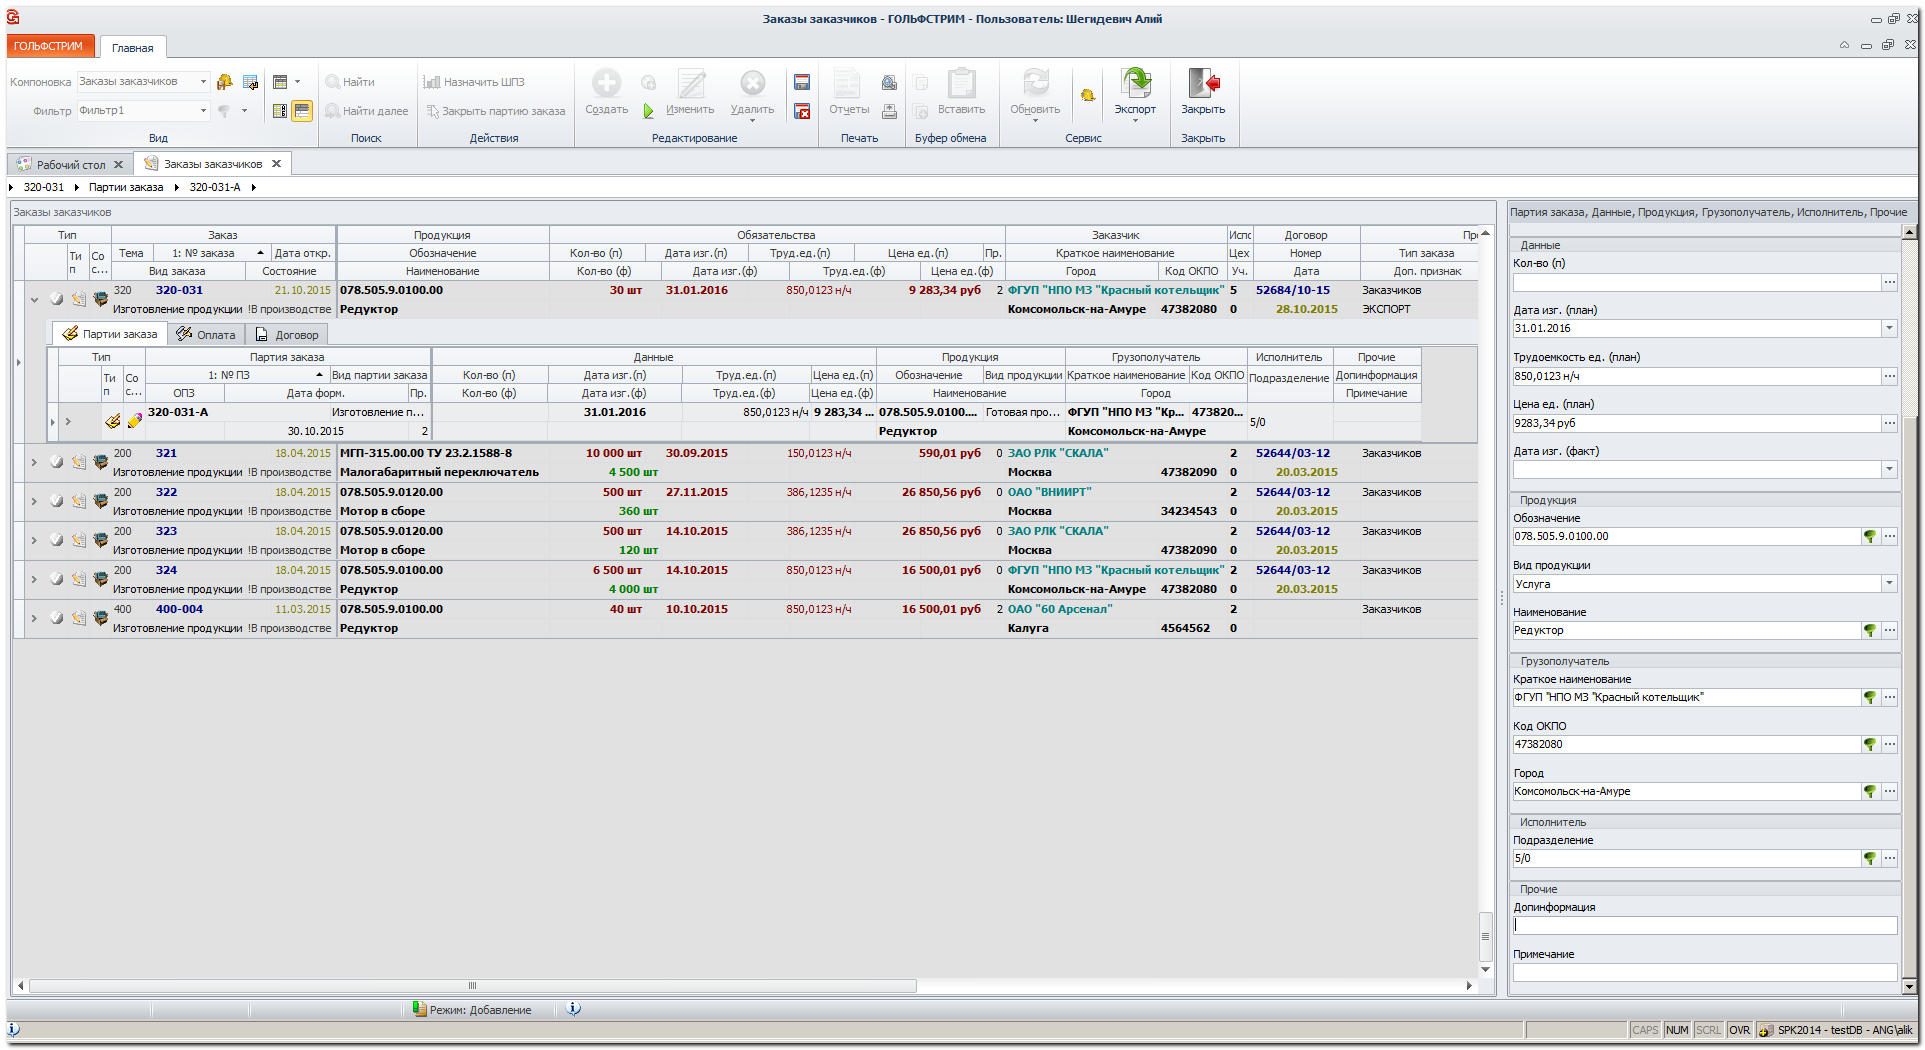 Заказы заказчиков - ГОЛЬФСТРИМ - Пользователь: Шегидевич Алий
ГОЛЬФСТРИМ Главная
Компоновка Заказы заказчиков Найти Назначить ШПЗ Создать Изменить Удалить Отчеты Вставить Обновить Экспорт Закрыть
Фильтр Фильтр1 Найти далее Закрыть партию заказа
Вид Поиск Действия Редактирование Печать Буфер обмена Сервис Закрыть
Рабочий стол Заказы заказчиков
320-031 Партии заказа 320-031-А
Заказы заказчиков
Тип Заказ Продукция Обязательства Заказчик Испс Договор Пр
Ти п Со с... Тема 1: № заказа Дата откр. Обозначение Кол-во (п) Дата изг.(п) Труд.ед.(п) Цена ед.(п) Пр. Краткое наименование Цех Номер Тип заказа
Вид заказа Состояние Наименование Кол-во (ф) Дата изг.(ф) Труд.ед.(ф) Цена ед.(ф) Город Код ОКПО Уч. Дата Доп. признак
320 320-031 21.10.2015 078.505.9.0100.00 30 шт 31.01.2016 850,0123 н/ч 9 283,34 руб 2 ФГУП "НПО МЗ "Красный котельщик" 5 52684/10-15 Заказчиков
Изготовление продукции !В производстве Редуктор Комсомольск-на-Амуре 47382080 0 28.10.2015 ЭКСПОРТ
Партии заказа Оплата Договор
Тип Партия заказа Данные Продукция Грузополучатель Исполнитель Прочие
Ти п Со с... 1: № ПЗ Вид партии заказа Кол-во (п) Дата изг.(п) Труд.ед.(п) Цена ед.(п) Обозначение Вид продукции Краткое наименование Код ОКПО Подразделение Допинформация
ОПЗ Дата форм. Пр. Кол-во (ф) Дата изг.(ф) Труд.ед.(ф) Цена ед.(ф) Наименование Город Примечание
320-031-А Изготовление п... 31.01.2016 850,0123 н/ч 9 283,34 ... 078.505.9.0100.... Готовая про... ФГУП "НПО МЗ "Кр... 473820... 5/0
30.10.2015 2 Редуктор Комсомольск-на-Амуре
200 321 18.04.2015 МГП-315.00.00 ТУ 23.2.1588-8 10 000 шт 30.09.2015 150,0123 н/ч 590,01 руб 0 ЗАО РЛК "СКАЛА" 2 52644/03-12 Заказчиков
Изготовление продукции !В производстве Малогабаритный переключатель 4 500 шт Москва 47382090 0 20.03.2015
200 322 18.04.2015 078.505.9.0120.00 500 шт 27.11.2015 386,1235 н/ч 26 850,56 руб 0 ОАО "ВНИИРТ" 2 52644/03-12 Заказчиков
Изготовление продукции !В производстве Мотор в сборе 360 шт Москва 34234543 0 20.03.2015
200 323 18.04.2015 078.505.9.0120.00 500 шт 14.10.2015 386,1235 н/ч 26 850,56 руб 0 ЗАО РЛК "СКАЛА" 2 52644/03-12 Заказчиков
Изготовление продукции !В производстве Мотор в сборе 120 шт Москва 47382090 0 20.03.2015
200 324 18.04.2015 078.505.9.0100.00 6 500 шт 14.10.2015 850,0123 н/ч 16 500,01 руб 0 ФГУП "НПО МЗ "Красный котельщик" 2 52644/03-12 Заказчиков
Изготовление продукции !В производстве Редуктор 4 000 шт Комсомольск-на-Амуре 47382080 0 20.03.2015
400 400-004 11.03.2015 078.505.9.0100.00 40 шт 10.10.2015 850,0123 н/ч 16 500,01 руб 2 ОАО "60 Арсенал" 2 Заказчиков
Изготовление продукции !В производстве Редуктор Калуга 4564562 0
Партия заказа, Данные, Продукция, Грузополучатель, Исполнитель, Прочие
Данные
Кол-во (п)
Дата изг. (план)
31.01.2016
Трудоемкость ед. (план)
850,0123 н/ч
Цена ед. (план)
9283,34 руб
Дата изг. (факт)
Продукция
Обозначение
078.505.9.0100.00
Вид продукции
Услуга
Наименование
Редуктор
Грузополучатель
Краткое наименование
ФГУП "НПО МЗ "Красный котельщик"
Код ОКПО
47382080
Город
Комсомольск-на-Амуре
Исполнитель
Подразделение
5/0
Прочие
Допинформация
Примечание
Режим: Добавление
CAPS NUM SCRL OVR SPK2014 - testDB - ANG\alik